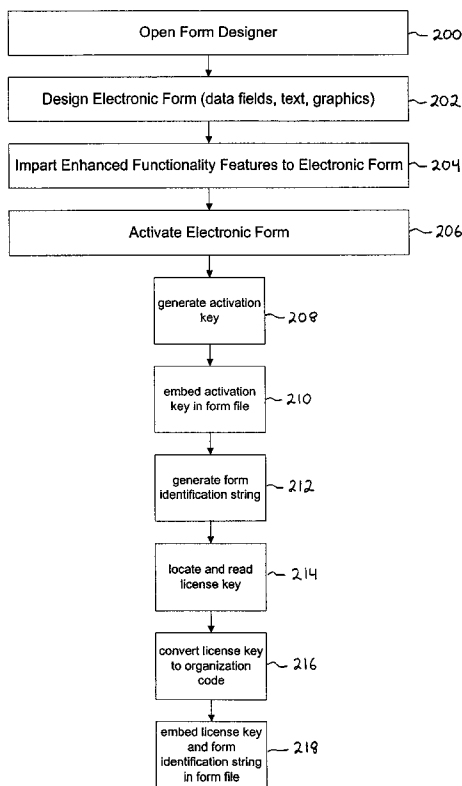 Open Form Designer
200
Design Electronic Form (data fields, text, graphics)
202
Impart Enhanced Functionality Features to Electronic Form
204
Activate Electronic Form
206
generate activation
key
208
embed activation
key in form file
210
generate form
identification string
212
locate and read
license key
214
convert license key
to organization
code
216
embed license key
and form
identification string
in form file
218